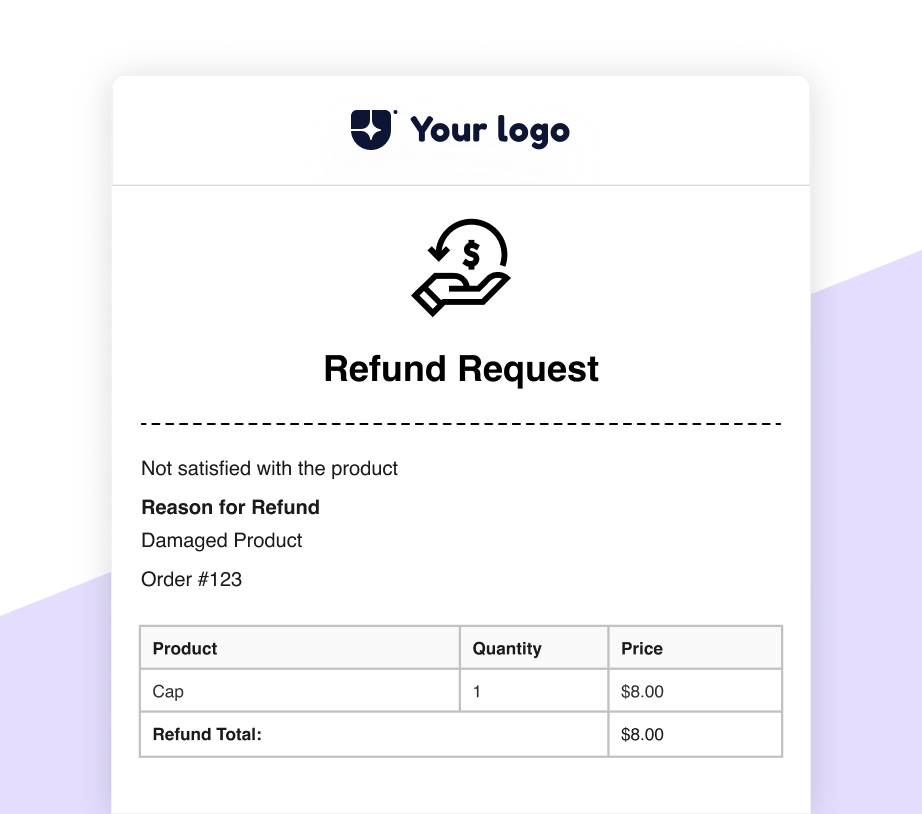 Your logo
$
Refund Request
Not satisfied with the product
Reason for Refund
Damaged Product
Order #123
Product Quantity Price
Cap 1 $8.00
Refund Total: $8.00